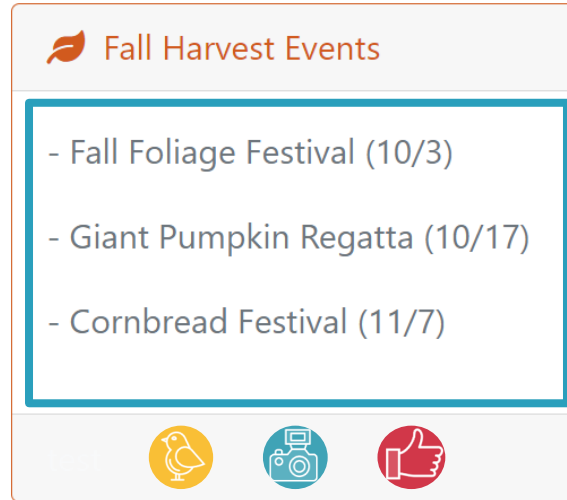 Fall Harvest Events
- Fall Foliage Festival (10/3)
- Giant Pumpkin Regatta (10/17)
- Cornbread Festival (11/7)